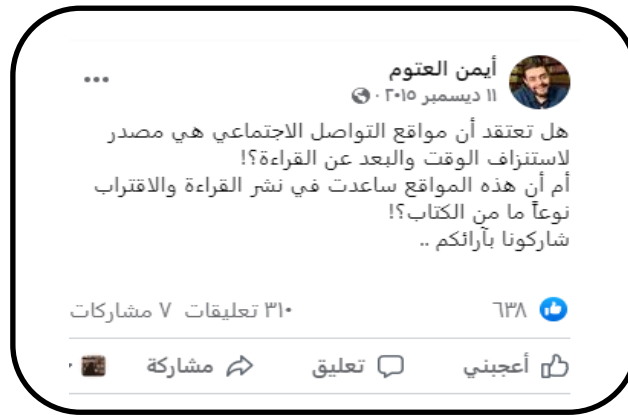 أيمن العتوم
١١ ديسمبر ٢٠١٥ ·
هل تعتقد أن مواقع التواصل الاجتماعي هي مصدر
لاستنزاف الوقت والبعد عن القراءة؟!
أم أن هذه المواقع ساعدت في نشر القراءة والاقتراب
نوعاً ما من الكتاب؟!
شاركونا بآرائكم ..
٦٣٨
٣١٠ تعليقات ٧ مشاركات
أعجبني تعليق مشاركة